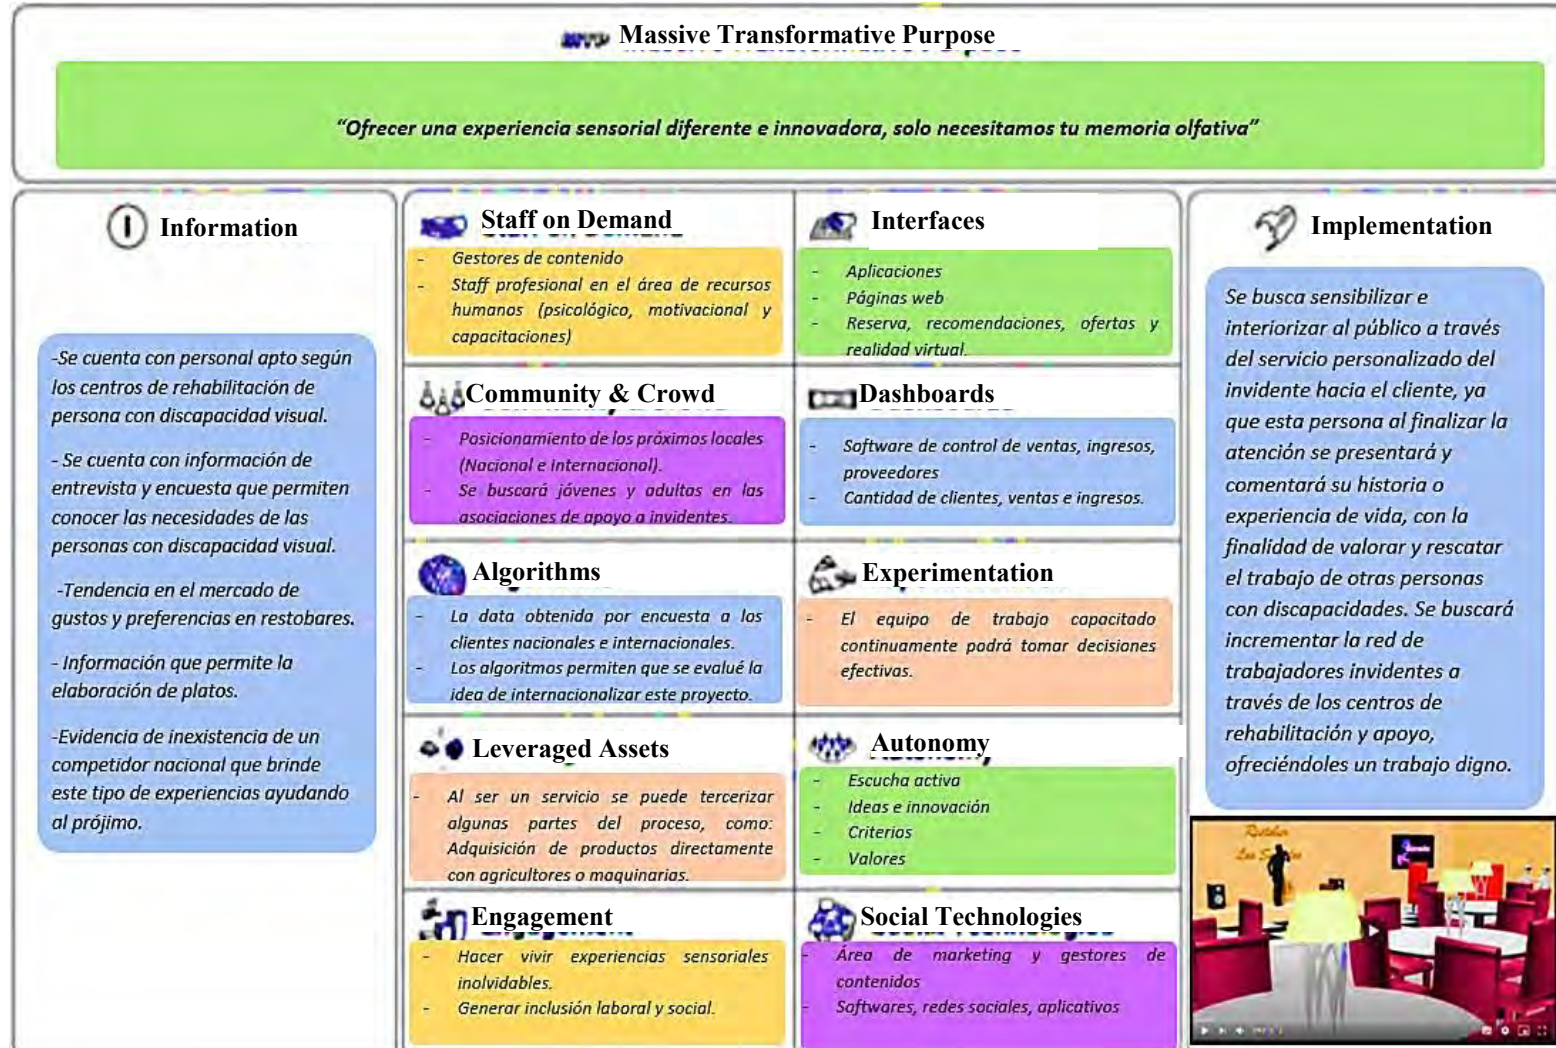 Massive Transformative Purpose
“Ofrecer una experiencia sensorial diferente e innovadora, solo necesitamos tu memoria olfativa”
Information
-Se cuenta con personal apto según
los centros de rehabilitación de
persona con discapacidad visual.
- Se cuenta con información de
entrevista y encuesta que permiten
conocer las necesidades de las
personas con discapacidad visual.
-Tendencia en el mercado de
gustos y preferencias en restobares.
- Información que permite la
elaboración de platos.
-Evidencia de inexistencia de un
competidor nacional que brinde
este tipo de experiencias ayudando
al prójimo.
Staff on Demand
- Gestores de contenido
- Staff profesional en el área de recursos
humanos (psicológico, motivacional y
capacitaciones)
Interfaces
- Aplicaciones
- Páginas web
- Reserva, recomendaciones, ofertas y
realidad virtual.
Community & Crowd
- Posicionamiento de los próximos locales
(Nacional e Internacional).
- Se buscará jóvenes y adultas en las
asociaciones de apoyo a invidentes.
Dashboards
- Software de control de ventas, ingresos,
proveedores
- Cantidad de clientes, ventas e ingresos.
Algorithms
- La data obtenida por encuesta a los
clientes nacionales e internacionales.
- Los algoritmos permiten que se evalué la
idea de internacionalizar este proyecto.
Experimentation
- El equipo de trabajo capacitado
continuamente podrá tomar decisiones
efectivas.
Leveraged Assets
- Al ser un servicio se puede tercerizar
algunas partes del proceso, como:
Adquisición de productos directamente
con agricultores o maquinarias.
Autonomy
- Escucha activa
- Ideas e innovación
- Criterios
- Valores
Engagement
- Hacer vivir experiencias sensoriales
inolvidables.
- Generar inclusión laboral y social.
Social Technologies
- Área de marketing y gestores de
contenidos
- Softwares, redes sociales, aplicativos
Implementation
Se busca sensibilizar e
interiorizar al público a través
del servicio personalizado del
invidente hacia el cliente, ya
que esta persona al finalizar la
atención se presentará y
comentará su historia o
experiencia de vida, con la
finalidad de valorar y rescatar
el trabajo de otras personas
con discapacidades. Se buscará
incrementar la red de
trabajadores invidentes a
través de los centros de
rehabilitación y apoyo,
ofreciéndoles un trabajo digno.